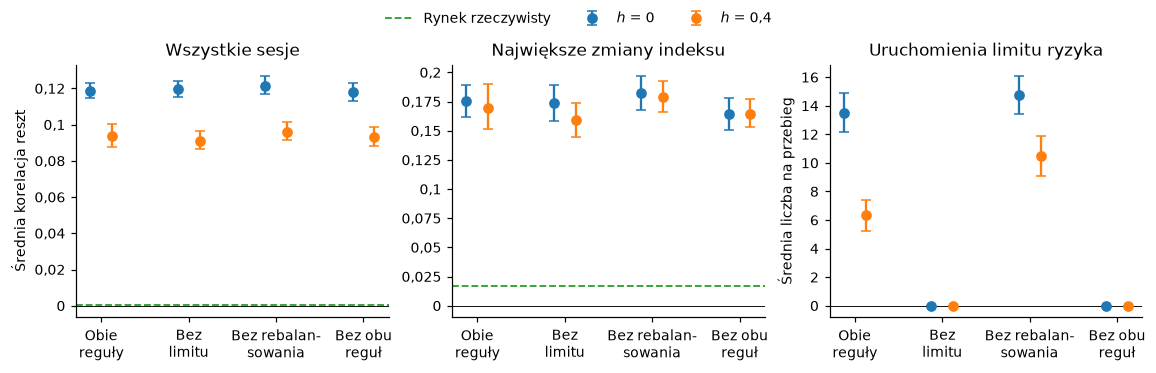 Rynek rzeczywisty
h = 0
h = 0,4
Wszystkie sesje
Średnia korelacja reszt
0,12
0,1
0,08
0,06
0,04
0,02
0
Obie
reguły
Bez
limitu
Bez rebalan-
sowania
Bez obu
reguł
Największe zmiany indeksu
0,2
0,175
0,15
0,125
0,1
0,075
0,05
0,025
0
Obie
reguły
Bez
limitu
Bez rebalan-
sowania
Bez obu
reguł
Uruchomienia limitu ryzyka
Średnia liczba na przebieg
16
14
12
10
8
6
4
2
0
Obie
reguły
Bez
limitu
Bez rebalan-
sowania
Bez obu
reguł